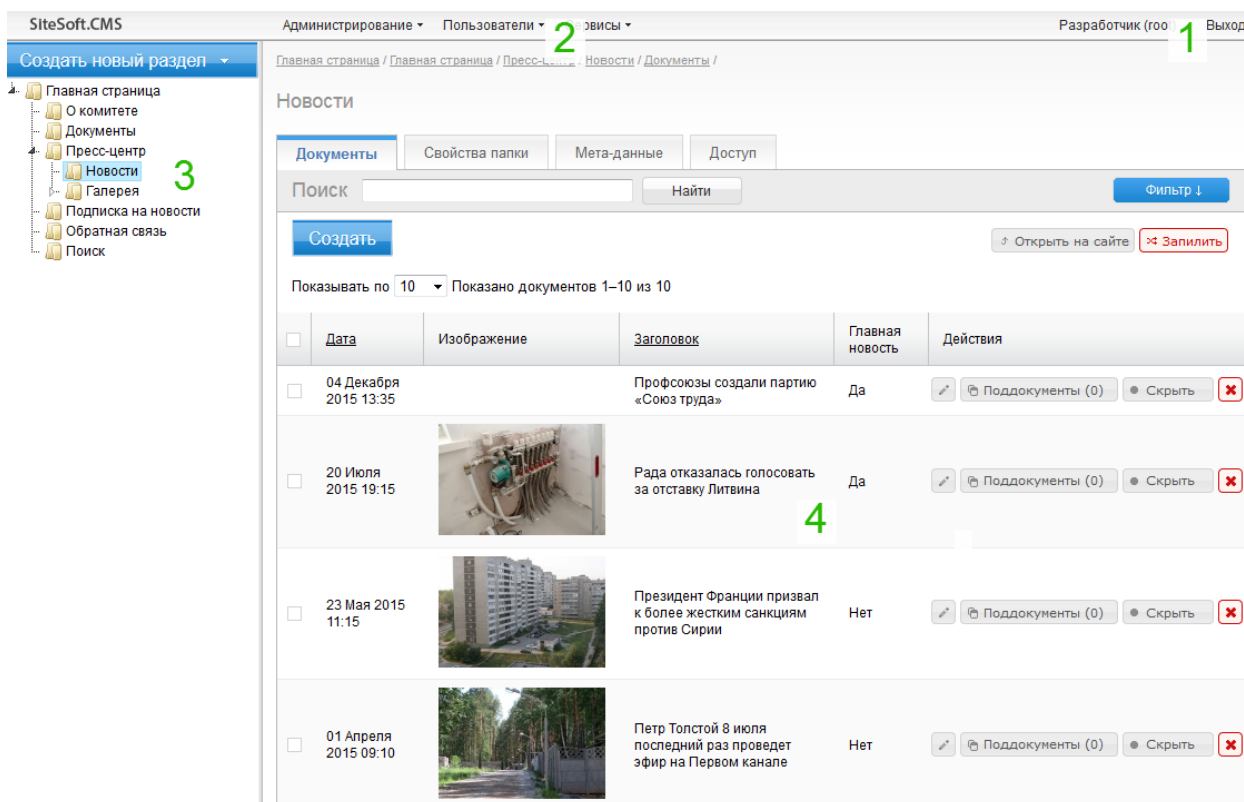 SiteSoft.CMS
Администрирование Пользователи
Разработчик Выход
1
2
Создать новый раздел
Главная страница / Главная страница / Новости / Документы /
Главная страница
О комитете
Документы
Пресс-центр
Новости
Галерея
3
Подписка на новости
Обратная связь
Поиск
Новости
Документы Свойства папки Мета-данные Доступ
Поиск Найти Фильтр ↓
Создать Открыть на сайте Запилить
Показывать по 10 Показано документов 1–10 из 10
Дата Изображение Заголовок Главная новость Действия
04 Декабря
2015 13:35
Профсоюзы создали партию
«Союз труда»
Да
Поддокументы (0) Скрыть
20 Июля
2015 19:15
Рада отказалась голосовать
за отставку Литвина
Да
Поддокументы (0) Скрыть
4
23 Мая 2015
11:15
Президент Франции призвал
к более жестким санкциям
против Сирии
Нет
Поддокументы (0) Скрыть
01 Апреля
2015 09:10
Петр Толстой 8 июля
последний раз проведет
эфир на Первом канале
Нет
Поддокументы (0) Скрыть